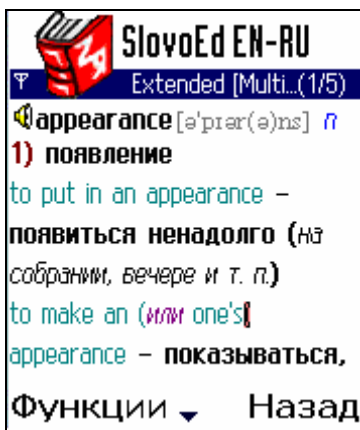 SlovoEd EN-RU
Extended [Multi...(1/5)
appearance [ə'pɪər(ə)ns] n
1) появление
to put in an appearance –
появиться ненадолго (на
собрании, вечере и т. п.)
to make an (или one's)
appearance – показываться,
Функции Назад